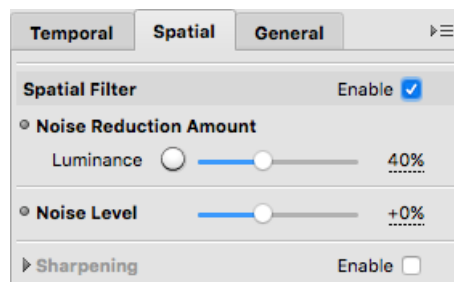 Temporal Spatial General
Spatial Filter Enable
Noise Reduction Amount
Luminance 40%
Noise Level +0%
Sharpening Enable